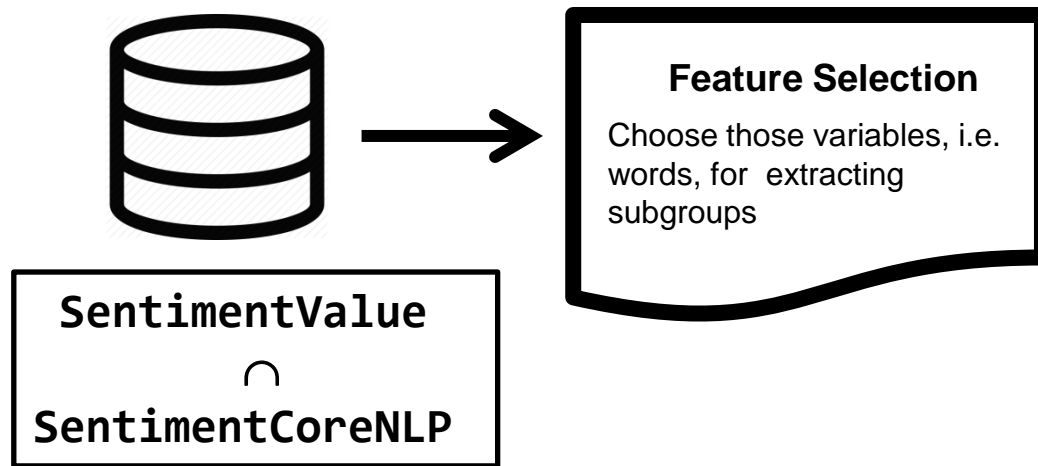 Feature Selection
Choose those variables, i.e.
words, for extracting
subgroups
SentimentValue
∩
SentimentCoreNLP